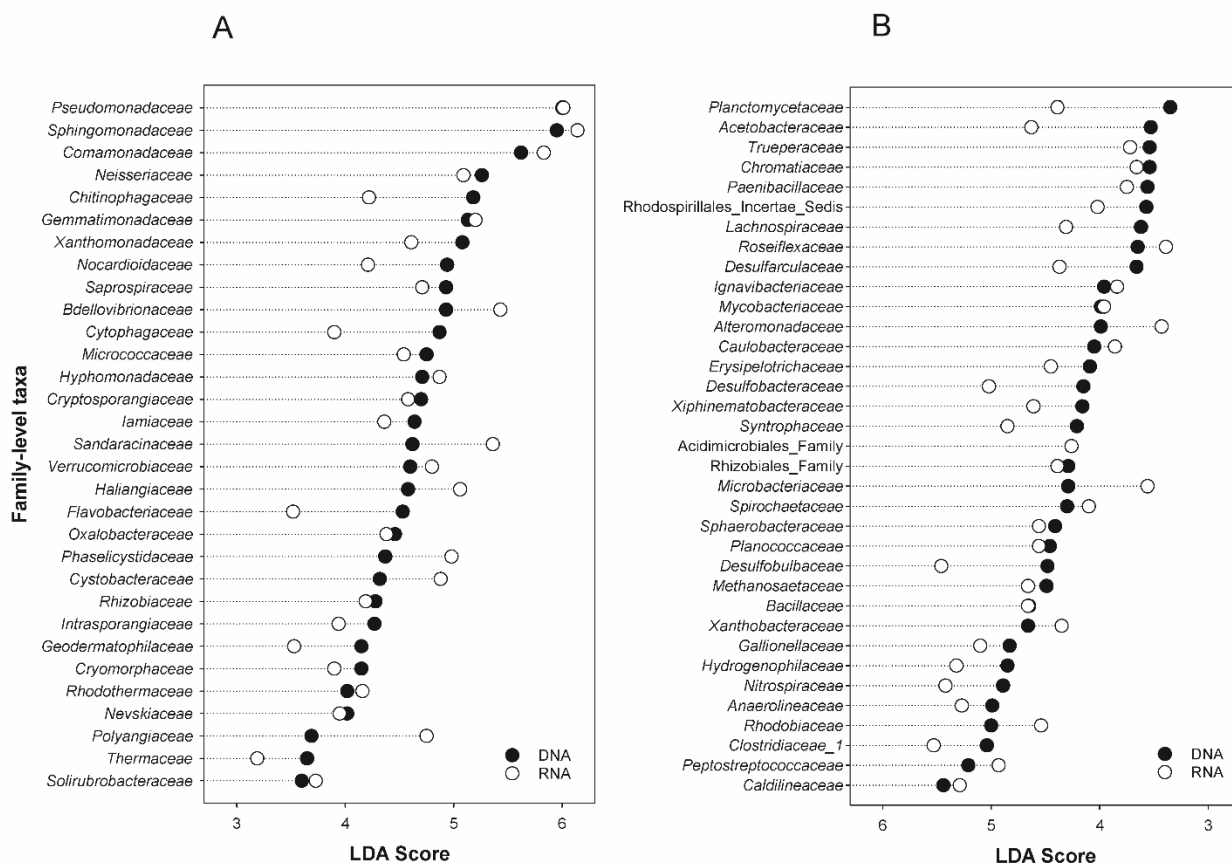 A
Family-level taxa
Pseudomonadaceae
Sphingomonadaceae
Comamonadaceae
Neisseriaceae
Chitinophagaceae
Gemmatimonadaceae
Xanthomonadaceae
Nocardioidaceae
Saprospiraceae
Bdellovibrionaceae
Cytophagaceae
Micrococcaceae
Hyphomonadaceae
Cryptosporangiaceae
Iamiaceae
Sandaracinaceae
Verrucomicrobiaceae
Haliangiaceae
Flavobacteriaceae
Oxalobacteraceae
Phaselicystidaceae
Cystobacteraceae
Rhizobiaceae
Intrasporangiaceae
Geodermatophilaceae
Cryomorphaceae
Rhodothermaceae
Nevskiaceae
Polyangiaceae
Thermaceae
Solirubrobacteraceae
DNA
RNA
3 4 5 6
LDA Score
B
Planctomycetaceae
Acetobacteraceae
Trueperaceae
Chromatiaceae
Paenibacillaceae
Rhodospirillales_Incertae_Sedis
Lachnospiraceae
Roseiflexaceae
Desulfarculaceae
Ignavibacteriaceae
Mycobacteriaceae
Alteromonadaceae
Caulobacteraceae
Erysipelotrichaceae
Desulfobacteraceae
Xiphinematobacteraceae
Syntrophaceae
Acidimicrobiales_Family
Rhizobiales_Family
Microbacteriaceae
Spirochaetaceae
Sphaerobacteraceae
Planococcaceae
Desulfobulbaceae
Methanosaetaceae
Bacillaceae
Xanthobacteraceae
Gallionellaceae
Hydrogenophilaceae
Nitrospiraceae
Anaerolineaceae
Rhodobiaceae
Clostridiaceae_1
Peptostreptococcaceae
Caldilineaceae
DNA
RNA
6 5 4 3
LDA Score